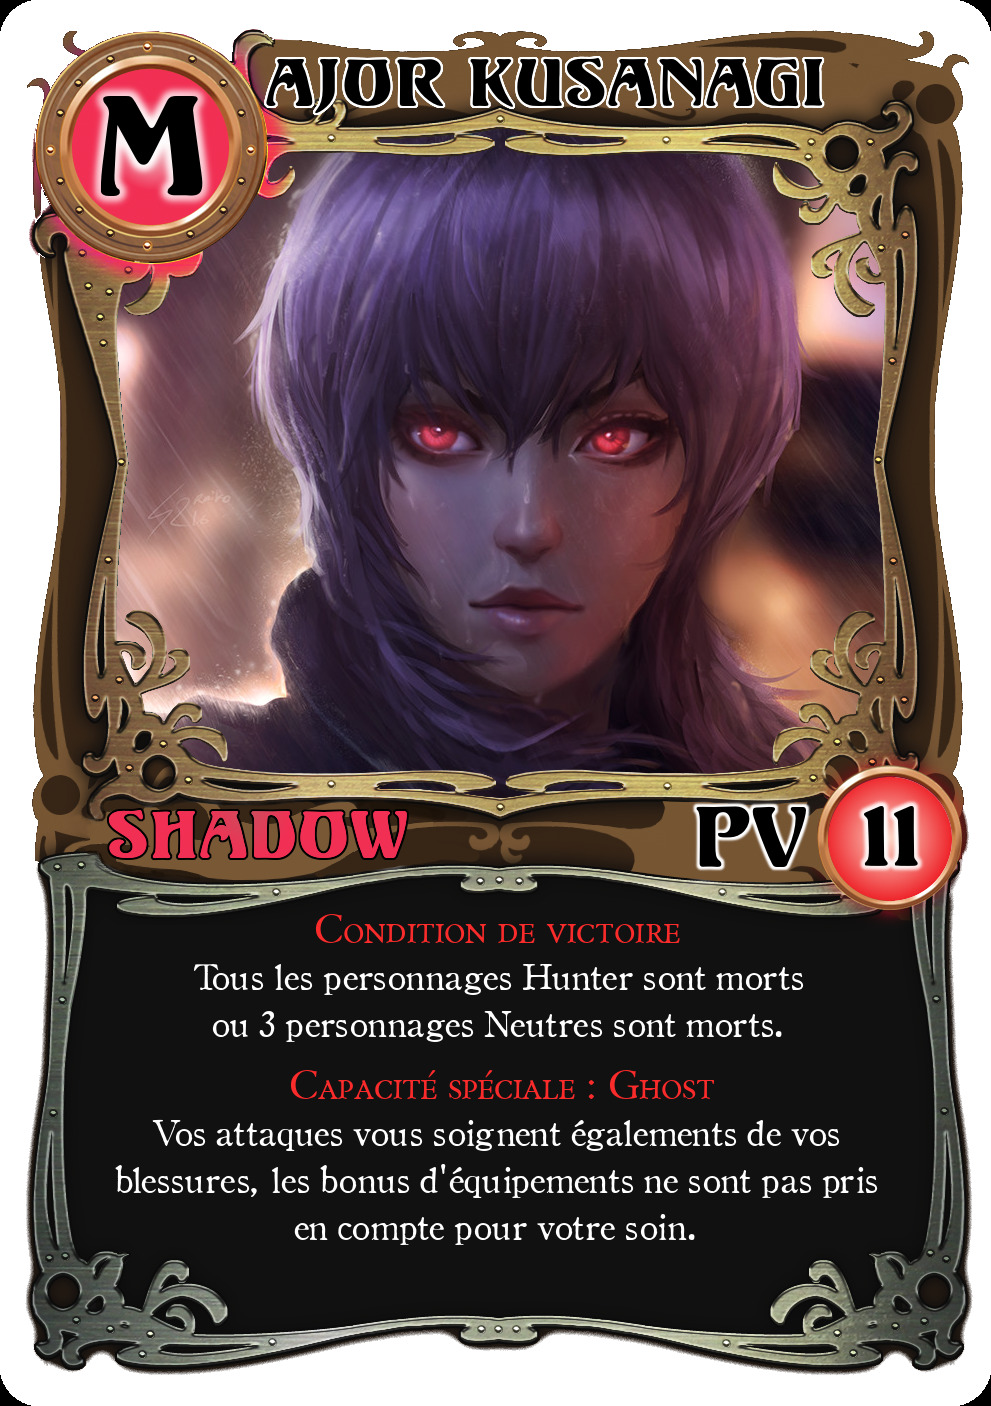 MAJOR KUSANAGI
SHADOW
PV 11
Condition de victoire
Tous les personnages Hunter sont morts
ou 3 personnages Neutres sont morts.
Capacité spéciale : Ghost
Vos attaques vous soignent égalements de vos
blessures, les bonus d'équipements ne sont pas pris
en compte pour votre soin.